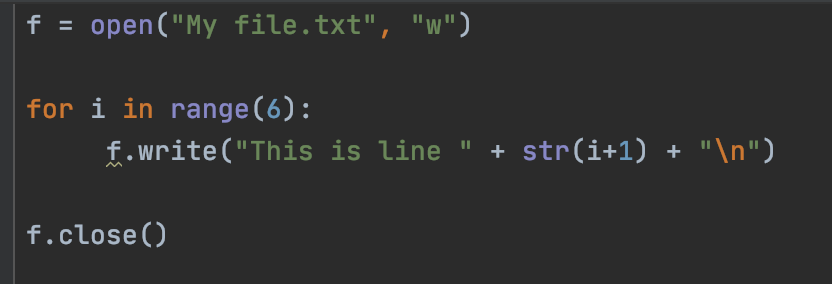 f = open("My file.txt", "w")
for i in range(6):
f.write("This is line " + str(i+1) + "\n")
f.close()